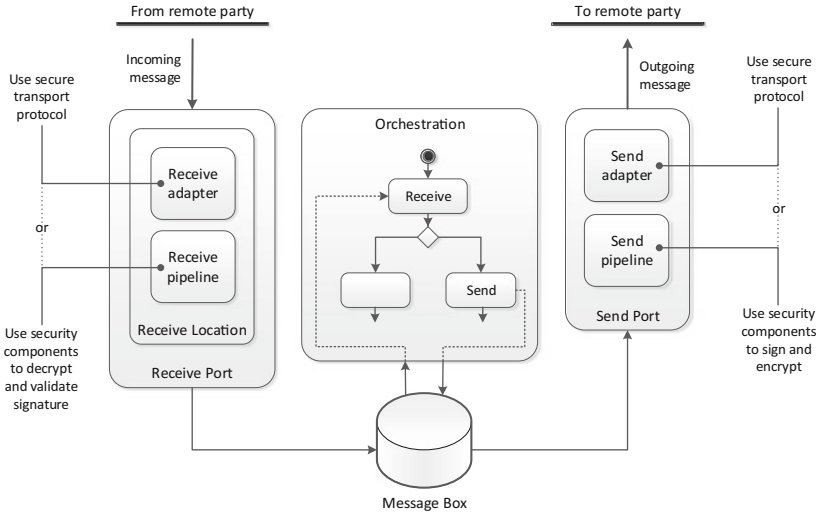 From remote party
To remote party
Incoming
message
Outgoing
message
Use secure
transport
protocol
or
Use security
components
to decrypt
and validate
signature
Receive
adapter
Receive
pipeline
Receive Location
Receive Port
Orchestration
Receive
Send
Message Box
Send
adapter
Send
pipeline
Send Port
Use secure
transport
protocol
or
Use security
components
to sign and
encrypt